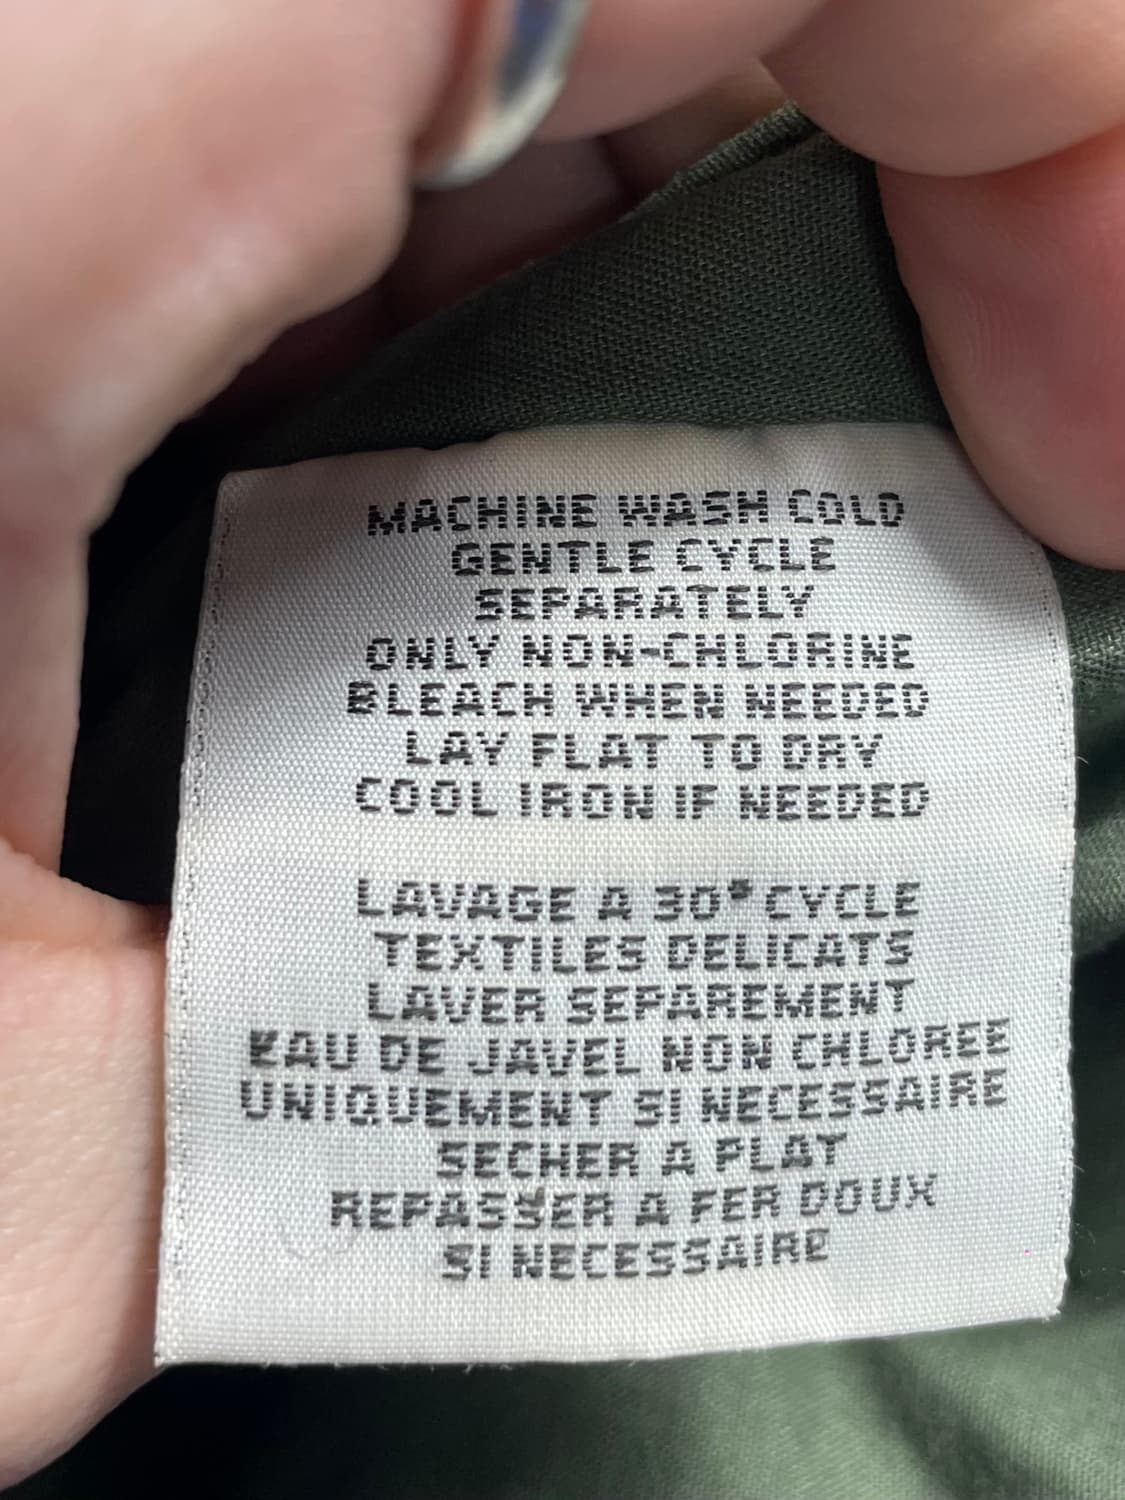 MACHINE WASH COLD
GENTLE CYCLE
SEPARATELY
ONLY NON-CHLORINE
BLEACH WHEN NEEDED
LAY FLAT TO DRY
COOL IRON IF NEEDED
LAVAGE A 30° CYCLE
TEXTILES DELICATS
LAVER SEPAREMENT
EAU DE JAVEL NON CHLOREE
UNIQUEMENT SI NECESSAIRE
SECHER A PLAT
REPASSER A FER DOUX
SI NECESSAIRE